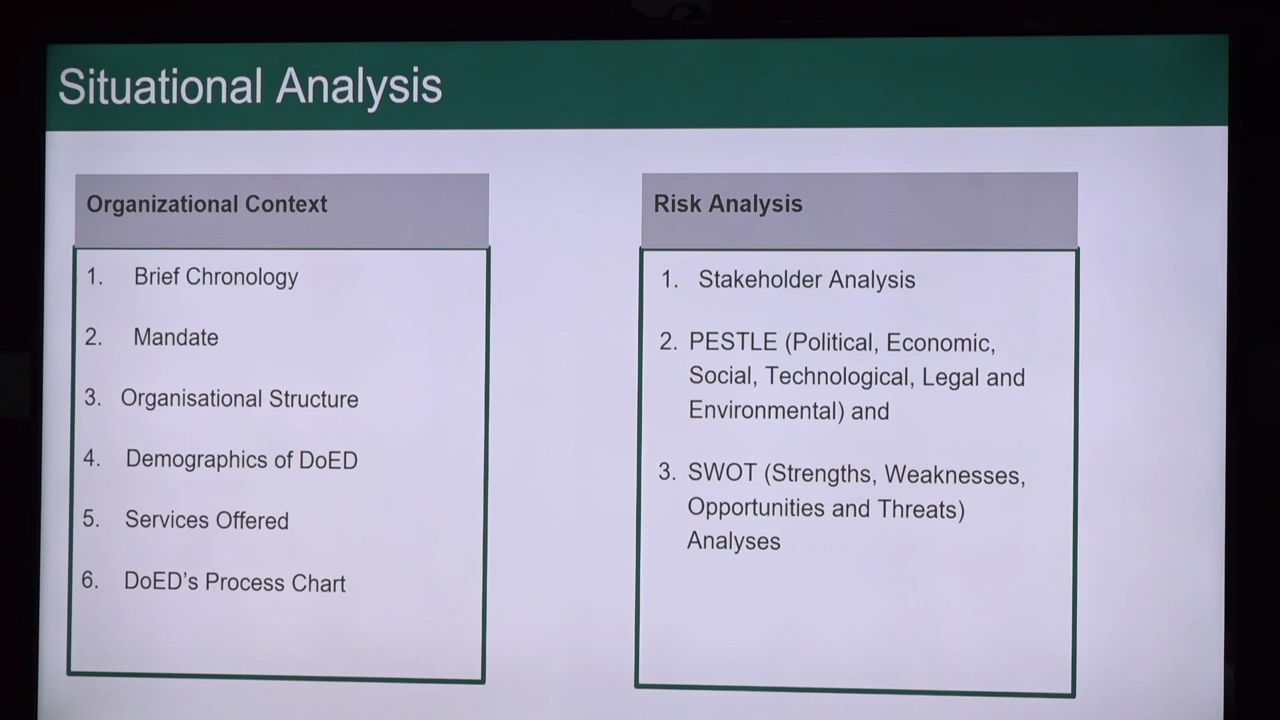 Situational Analysis
Organizational Context
1. Brief Chronology
2. Mandate
3. Organisational Structure
4. Demographics of DoED
5. Services Offered
6. DoED's Process Chart
Risk Analysis
1. Stakeholder Analysis
2. PESTLE (Political, Economic,
Social, Technological, Legal and
Environmental) and
3. SWOT (Strengths, Weaknesses,
Opportunities and Threats)
Analyses